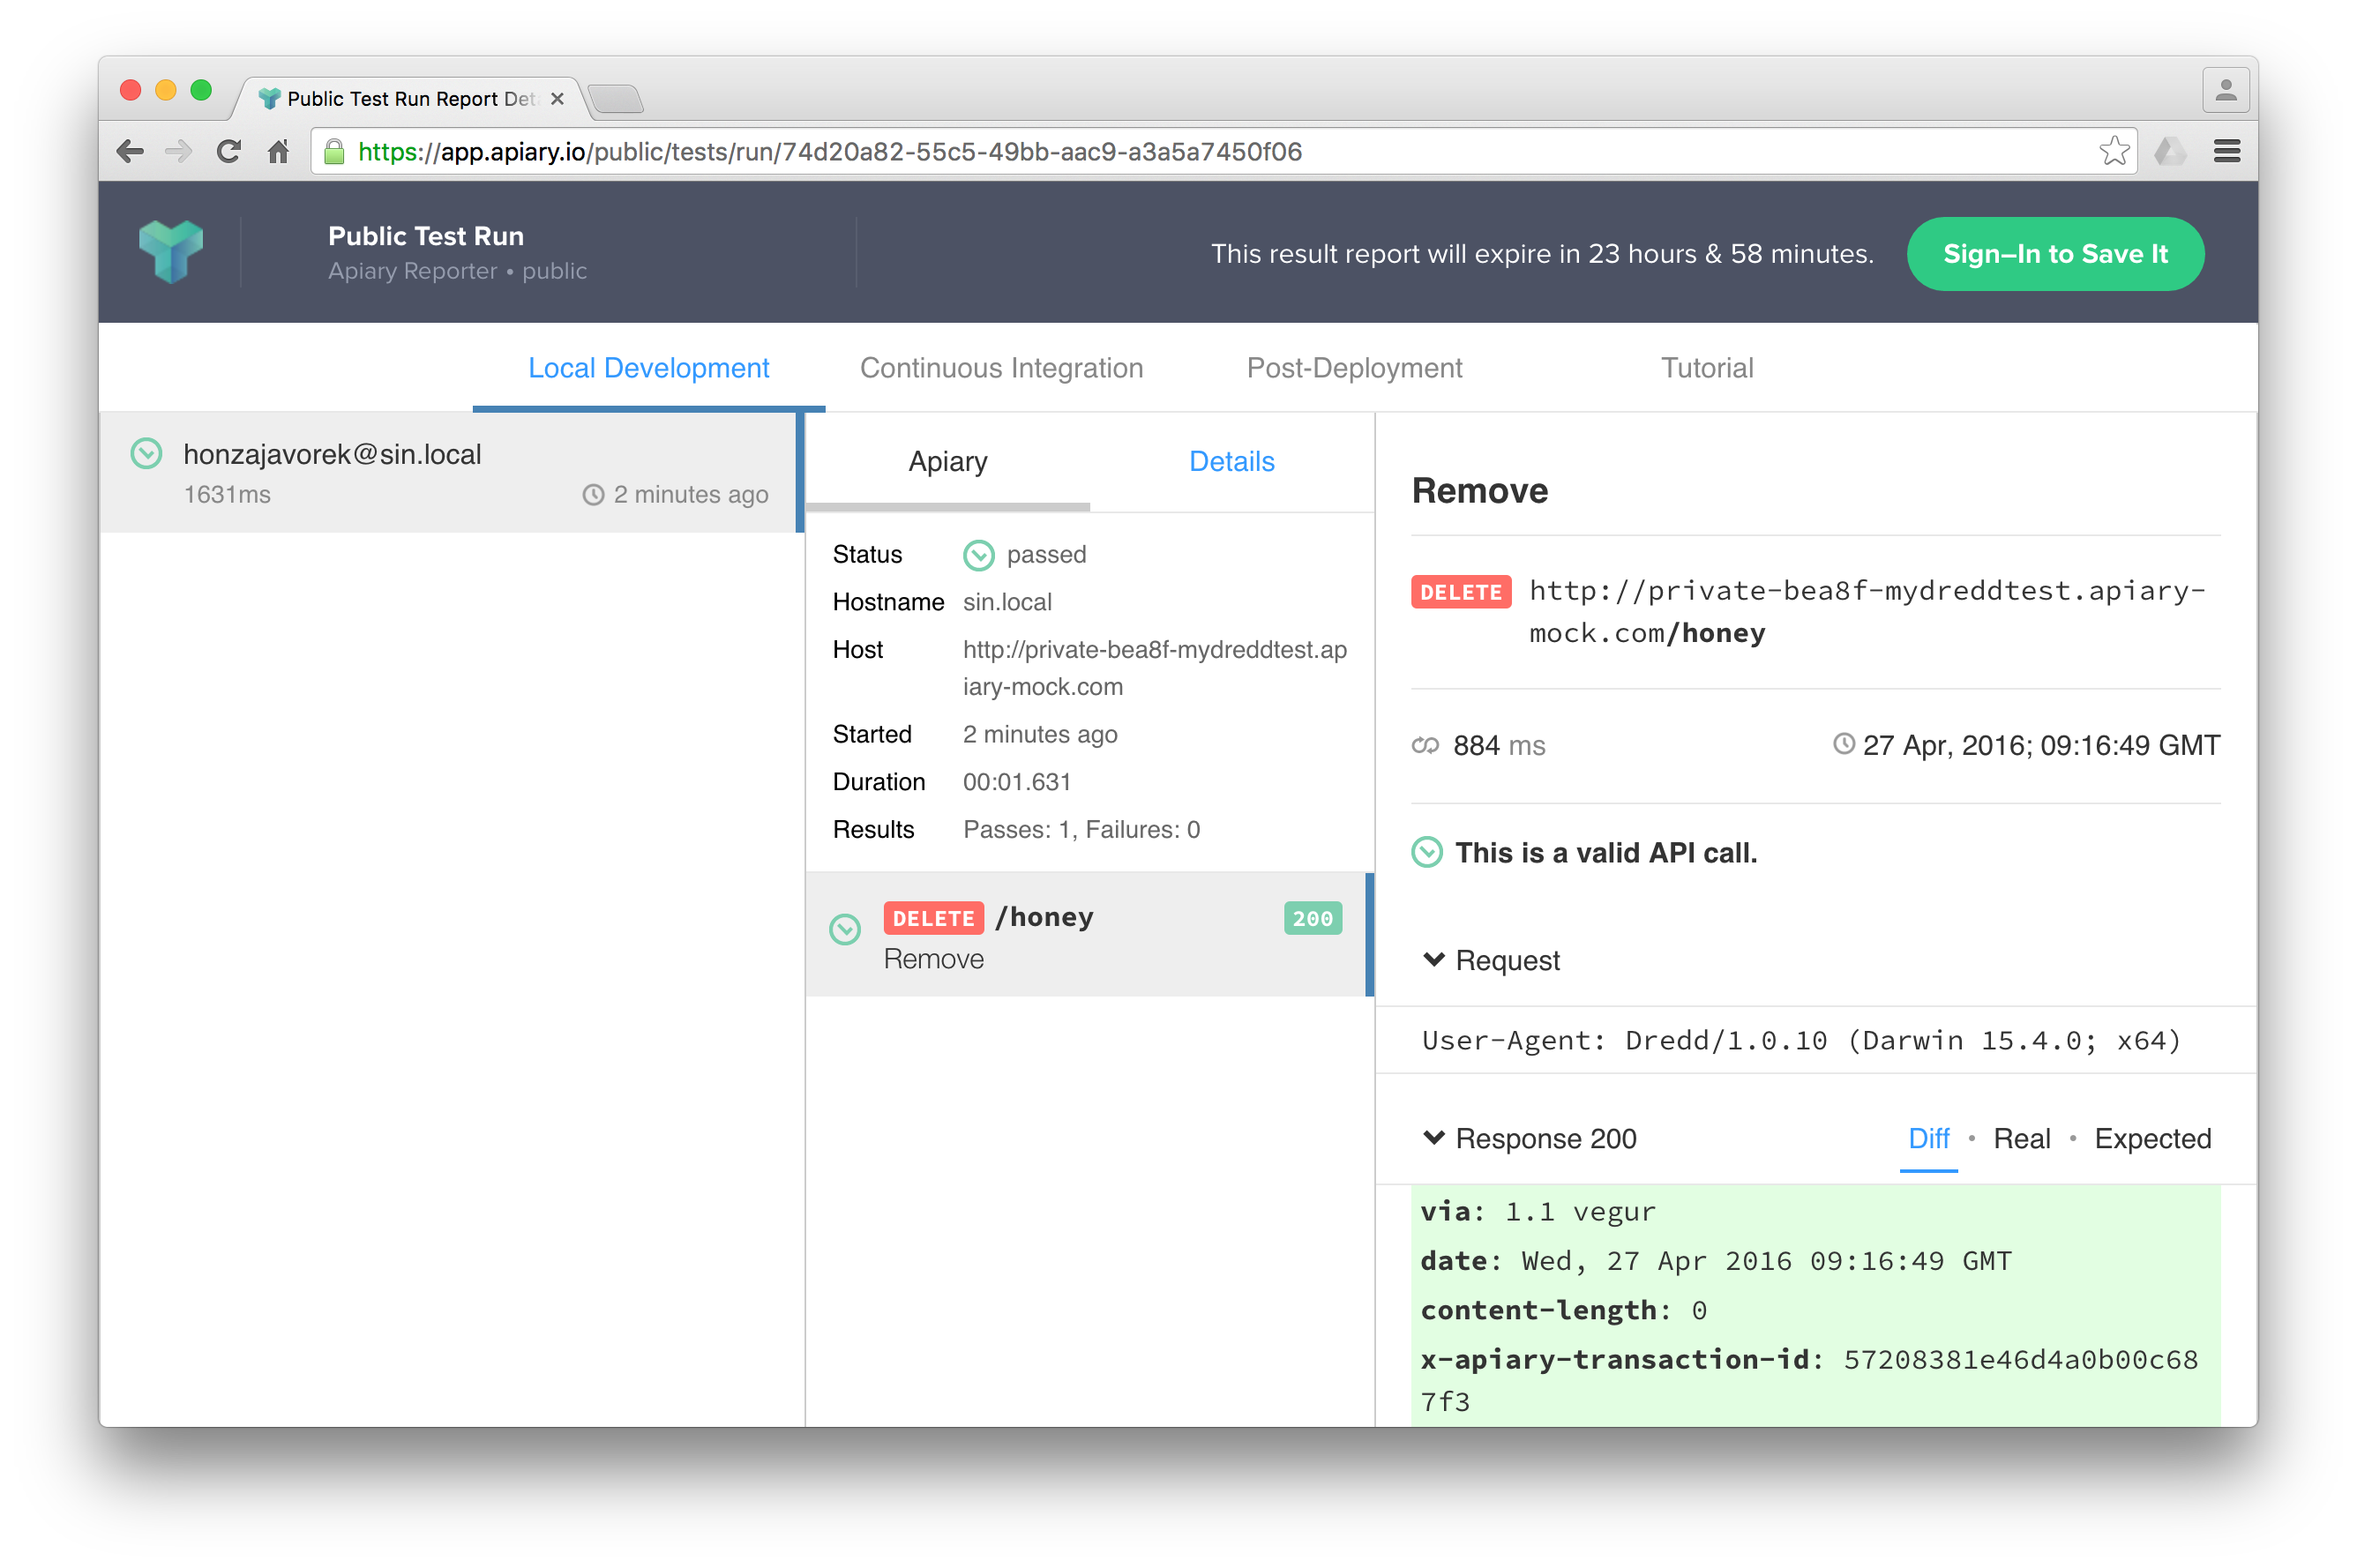 Public Test Run Report Det
https://app.apiary.io/public/tests/run/74d20a82-55c5-49bb-aac9-a3a5a7450f06
Public Test Run
Apiary Reporter • public
This result report will expire in 23 hours & 58 minutes.
Sign–In to Save It
Local Development
Continuous Integration
Post-Deployment
Tutorial
honzajavorek@sin.local
1631ms
2 minutes ago
Apiary
Details
Status passed
Hostname sin.local
Host http://private-bea8f-mydreddtest.ap
iary-mock.com
Started 2 minutes ago
Duration 00:01.631
Results Passes: 1, Failures: 0
DELETE /honey 200
Remove
Remove
DELETE http://private-bea8f-mydreddtest.apiary-
mock.com/honey
884 ms
27 Apr, 2016; 09:16:49 GMT
This is a valid API call.
Request
User-Agent: Dredd/1.0.10 (Darwin 15.4.0; x64)
Response 200
Diff • Real • Expected
via: 1.1 vegur
date: Wed, 27 Apr 2016 09:16:49 GMT
content-length: 0
x-apiary-transaction-id: 57208381e46d4a0b00c68
7f3